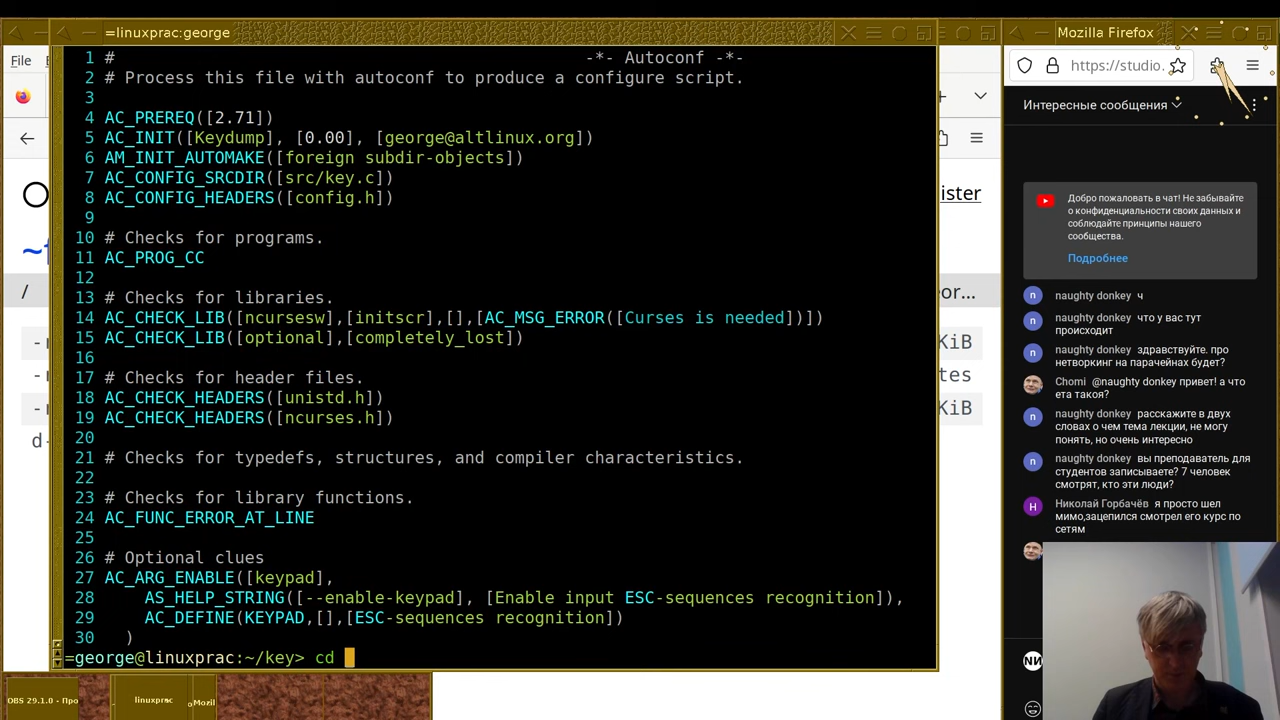 =linuxprac:george
Mozilla Firefox
File
https://studio.
1 #                                               -*- Autoconf -*-
2 # Process this file with autoconf to produce a configure script.
3
4 AC_PREREQ([2.71])
5 AC_INIT([Keydump], [0.00], [george@altlinux.org])
6 AM_INIT_AUTOMAKE([foreign subdir-objects])
7 AC_CONFIG_SRCDIR([src/key.c])
8 AC_CONFIG_HEADERS([config.h])
9
10 # Checks for programs.
11 AC_PROG_CC
12
13 # Checks for libraries.
14 AC_CHECK_LIB([ncursesw],[initscr],[],[AC_MSG_ERROR([Curses is needed])])
15 AC_CHECK_LIB([optional],[completely_lost])
16
17 # Checks for header files.
18 AC_CHECK_HEADERS([unistd.h])
19 AC_CHECK_HEADERS([ncurses.h])
20
21 # Checks for typedefs, structures, and compiler characteristics.
22
23 # Checks for library functions.
24 AC_FUNC_ERROR_AT_LINE
25
26 # Optional clues
27 AC_ARG_ENABLE([keypad],
28     AS_HELP_STRING([--enable-keypad], [Enable input ESC-sequences recognition]),
29     AC_DEFINE(KEYPAD,[],[ESC-sequences recognition])
30   )
=george@linuxprac:~/key> cd
ister
/
or...
KiB
tes
KiB
d-
Интересные сообщения
Добро пожаловать в чат! Не забывайте
о конфиденциальности своих данных и
соблюдайте принципы нашего
сообщества.
Подробнее
n naughty donkey ч
n naughty donkey что у вас тут
происходит
n naughty donkey здравствуйте. про
нетворкинг на парачейнах будет?
Chomi @naughty donkey привет! а что
ета такоя?
n naughty donkey расскажите в двух
словах о чем тема лекции, не могу
понять, но очень интересно
n naughty donkey вы преподаватель для
студентов записываете? 7 человек
смотрят, кто эти люди?
Н Николай Горбачёв я просто шел
мимо,зацепился смотрел его курс по
сетям
OBS 29.1.0 - Про
linuxprac
Mozil